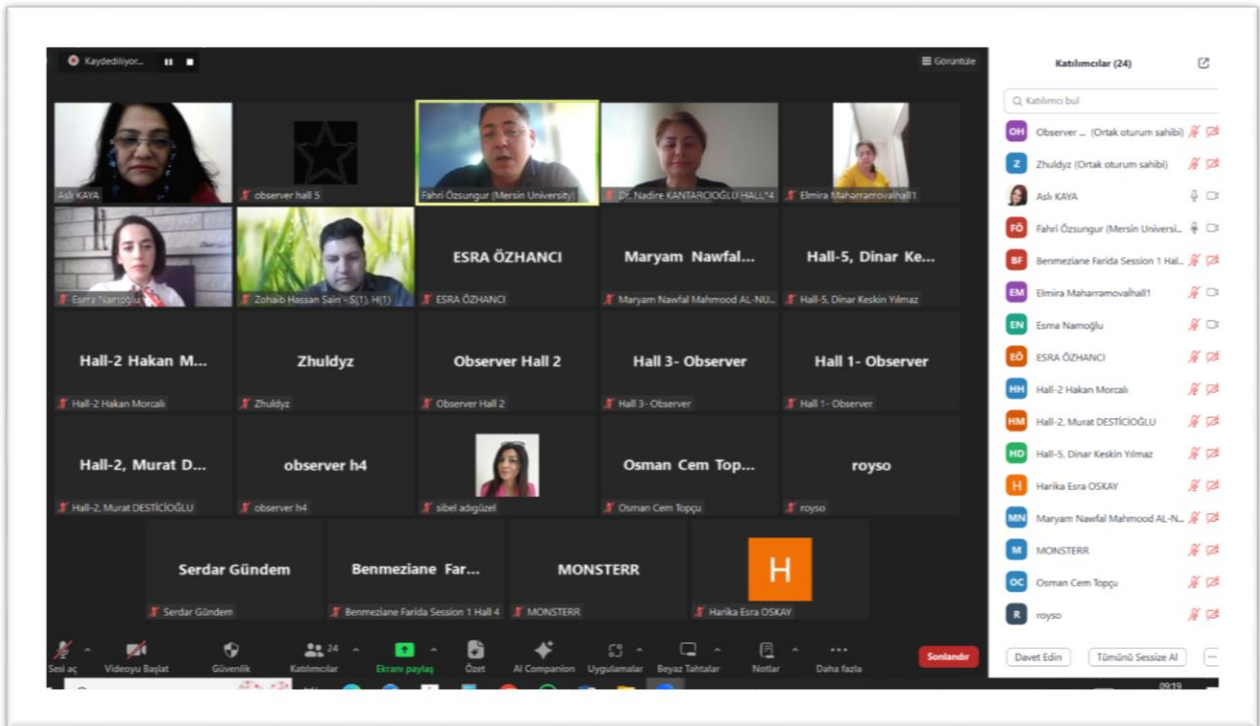 Kaydediliyor...
Görüntüle
Aslı KAYA
observer hall 5
Fahri Özsungur (Mersin University)
Dr. Nadire KANTARCIOĞLU HALL*4
Elmira Maharramovalhall1
Esma Namoğlu
Zohaib Hassan Sain - S(1), H(1)
ESRA ÖZHANCI
ESRA ÖZHANCI
Maryam Nawfal...
Maryam Nawfal Mahmood AL-NU...
Hall-5, Dinar Ke...
Hall-5, Dinar Keskin Yılmaz
Hall-2 Hakan M...
Hall-2 Hakan Morcalı
Zhuldyz
Zhuldyz
Observer Hall 2
Observer Hall 2
Hall 3- Observer
Hall 3- Observer
Hall 1- Observer
Hall 1- Observer
Hall-2, Murat D...
Hall-2, Murat DESTİCİOĞLU
observer h4
observer h4
sibel adıgüzel
Osman Cem Top...
Osman Cem Topçu
royso
royso
Serdar Gündem
Serdar Gündem
Benmeziane Far...
Benmeziane Farida Session 1 Hall 4
MONSTERR
MONSTERR
H
Harika Esra OSKAY
Sesi aç
Videoyu Başlat
Güvenlik
24
Katılımcılar
Ekranı paylaş
Özet
AI Companion
Uygulamalar
Beyaz Tahtalar
Notlar
Daha fazla
Sonlandır
Katılımcılar (24)
Katılımcı bul
OH Observer ... (Ortak oturum sahibi)
Z Zhuldyz (Ortak oturum sahibi)
Aslı KAYA
FÖ Fahri Özsungur (Mersin Universi...
BF Benmeziane Farida Session 1 Hal...
EM Elmira Maharramovalhall1
EN Esma Namoğlu
EÖ ESRA ÖZHANCI
HH Hall-2 Hakan Morcalı
HM Hall-2, Murat DESTİCİOĞLU
HD Hall-5, Dinar Keskin Yılmaz
H Harika Esra OSKAY
MN Maryam Nawfal Mahmood AL-N...
M MONSTERR
OC Osman Cem Topçu
R royso
Davet Edin
Tümünü Sessize Al
09:19